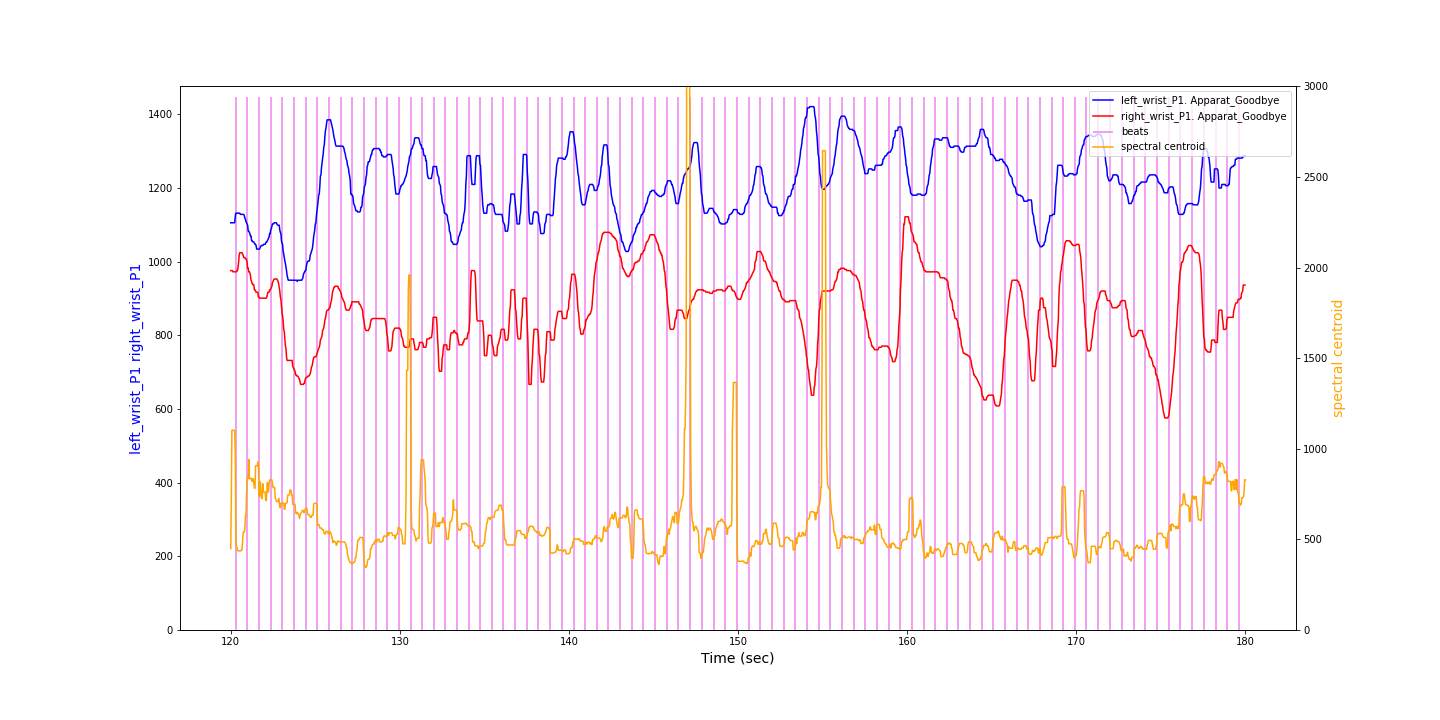 left_wrist_P1. Apparat_Goodbye
right_wrist_P1. Apparat_Goodbye
beats
spectral centroid
left_wrist_P1 right_wrist_P1
1400
1200
1000
800
600
400
200
0
3000
2500
2000
1500
1000
500
0
spectral centroid
120 130 140 150 160 170 180
Time (sec)